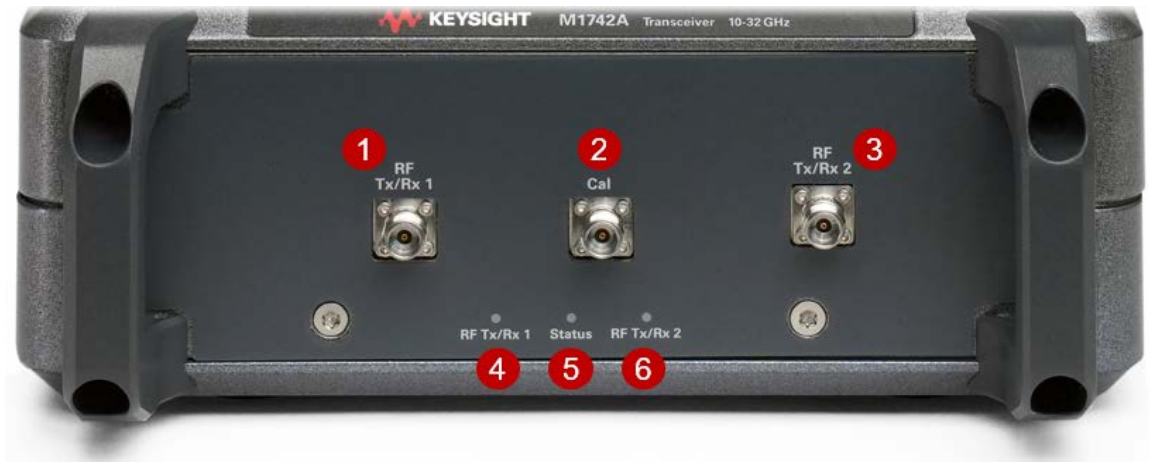 KEYSIGHT M1742A Transceiver 10-32 GHz
1
RF
Tx/Rx 1
2
Cal
RF
Tx/Rx 2
3
RF Tx/Rx 1
Status
RF Tx/Rx 2
4
5
6